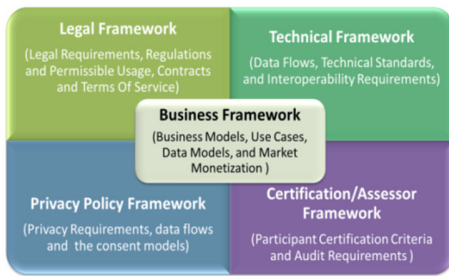 Legal Framework
(Legal Requirements, Regulations
and Permissible Usage, Contracts
and Terms Of Service)
Technical Framework
(Data Flows, Technical Standards,
and Interoperability Requirements)
Business Framework
(Business Models, Use Cases,
Data Models, and Market
Monetization )
Privacy Policy Framework
(Privacy Requirements, data flows
and the consent models)
Certification/Assessor
Framework
(Participant Certification Criteria
and Audit Requirements )